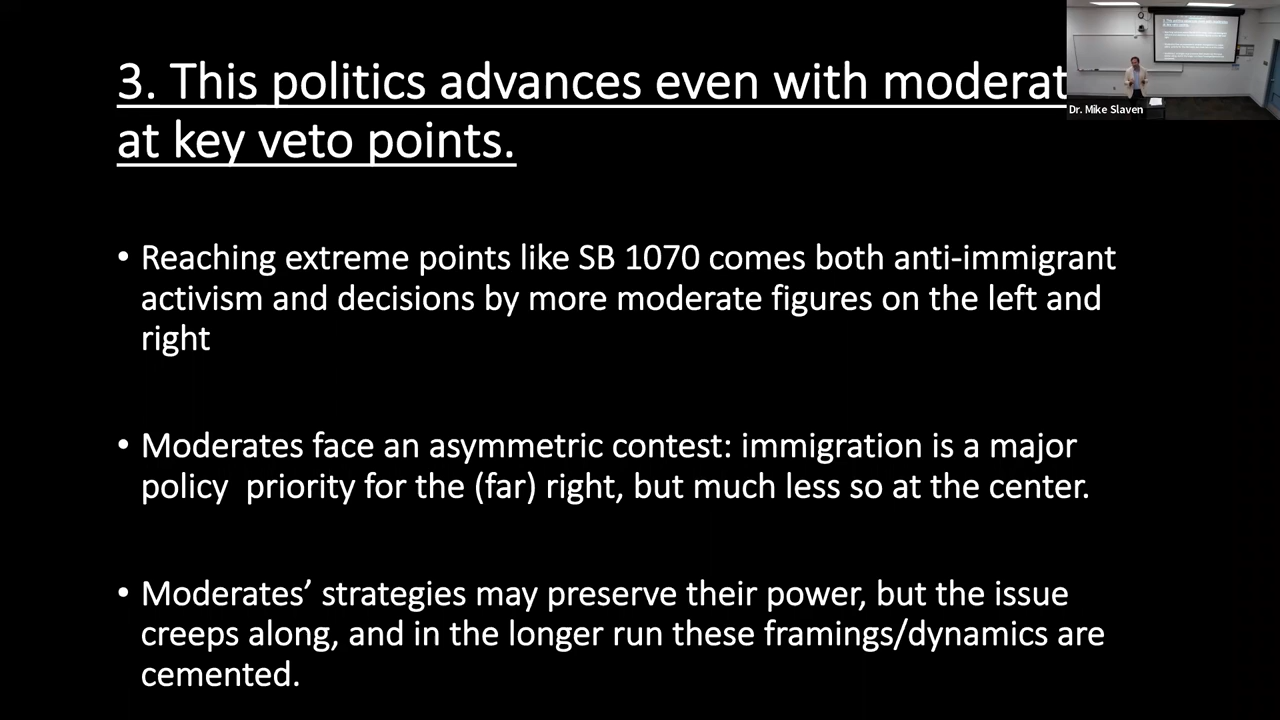 3. This politics advances even with moderat
at key veto points.
Dr. Mike Slaven
• Reaching extreme points like SB 1070 comes both anti-immigrant
activism and decisions by more moderate figures on the left and
right
• Moderates face an asymmetric contest: immigration is a major
policy  priority for the (far) right, but much less so at the center.
• Moderates’ strategies may preserve their power, but the issue
creeps along, and in the longer run these framings/dynamics are
cemented.